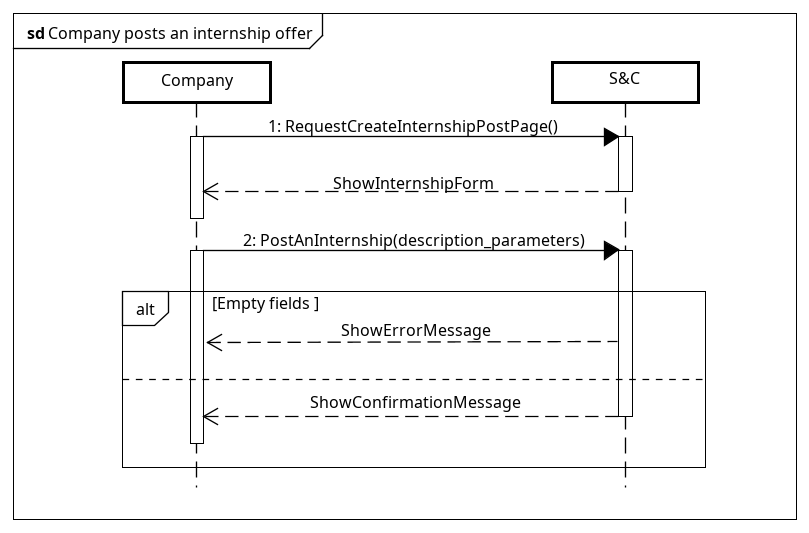 sd Company posts an internship offer
Company
S&C
1: RequestCreateInternshipPostPage()
ShowInternshipForm
2: PostAnInternship(description_parameters)
alt
[Empty fields ]
ShowErrorMessage
ShowConfirmationMessage